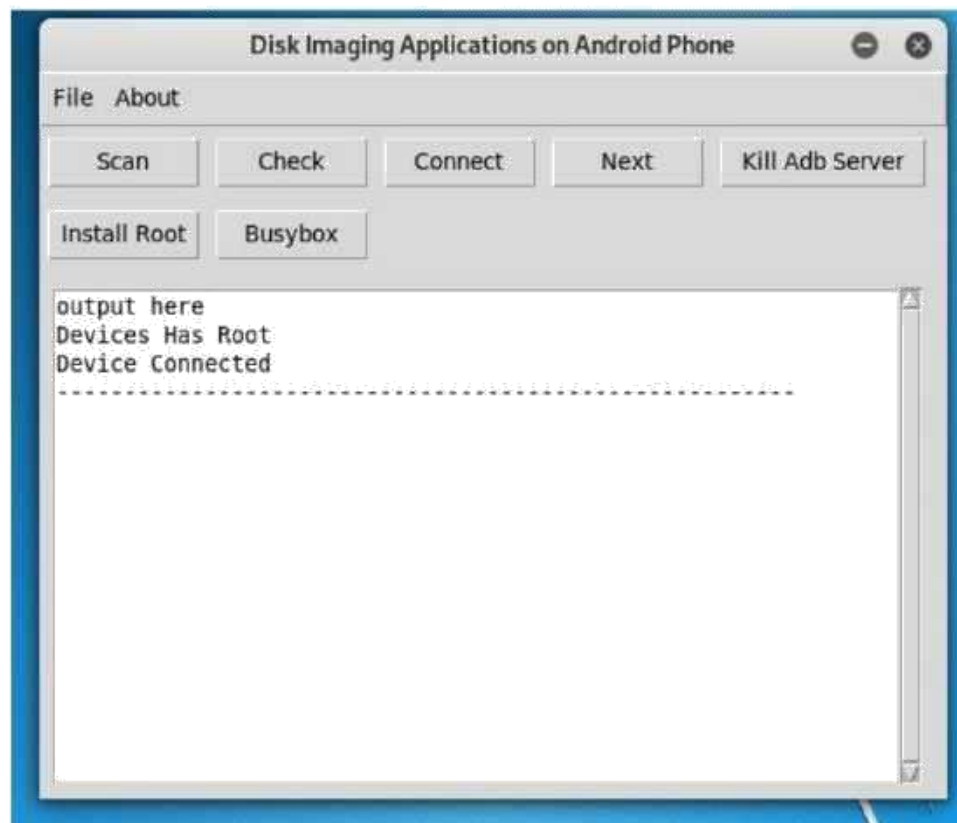 Disk Imaging Applications on Android Phone
File About
Scan Check Connect Next Kill Adb Server
Install Root Busybox
output here
Devices Has Root
Device Connected
-------------------------------------------------------